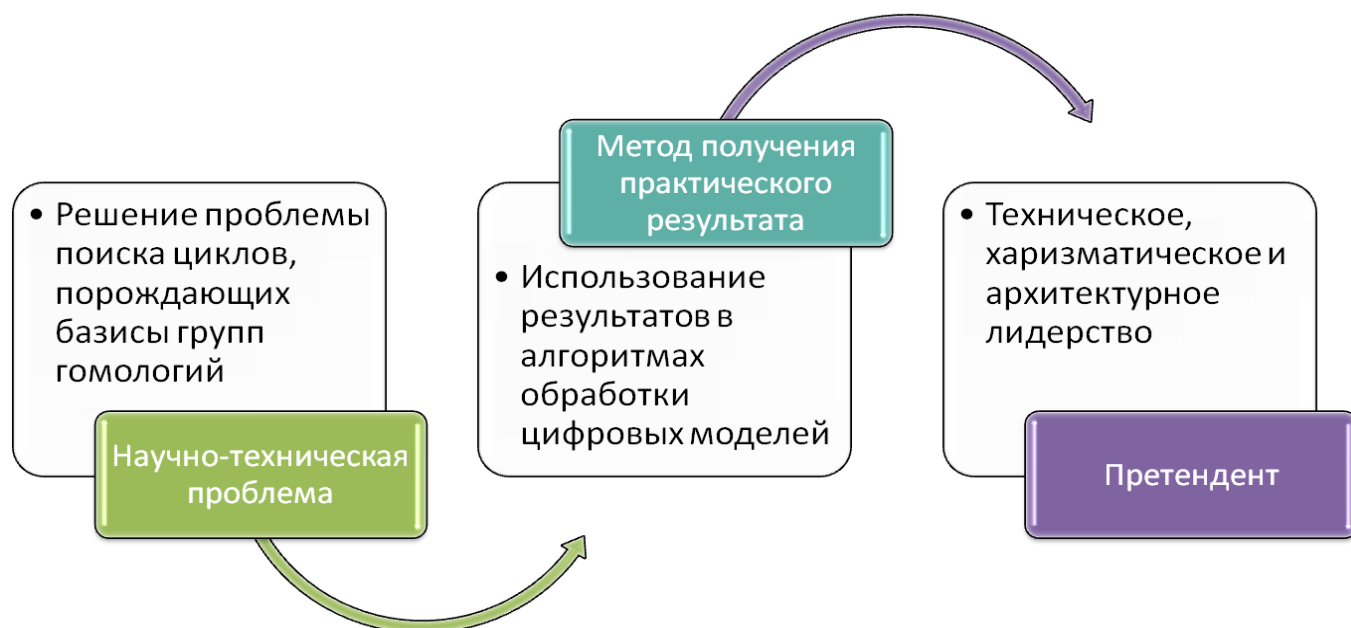 • Решение проблемы
поиска циклов,
порождающих
базисы групп
гомологий
Научно-техническая
проблема
Метод получения
практического
результата
• Использование
результатов в
алгоритмах
обработки
цифровых моделей
• Техническое,
харизматическое и
архитектурное
лидерство
Претендент